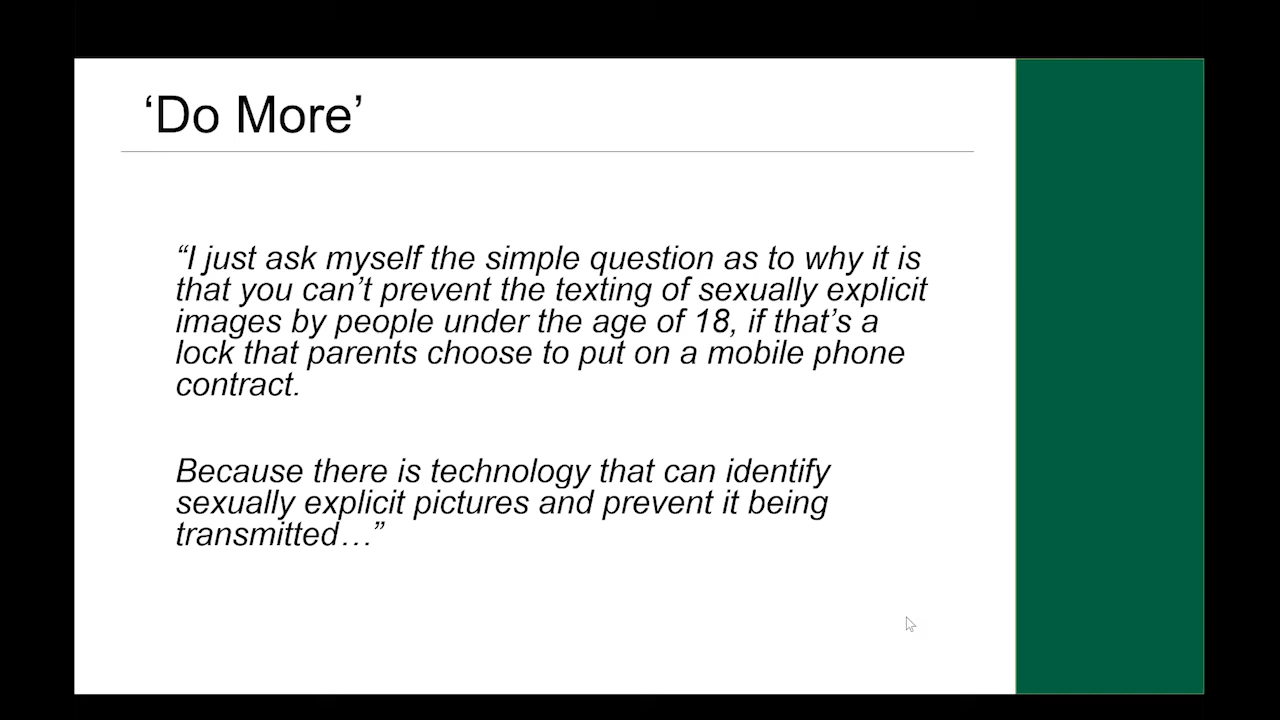 ‘Do More’
“I just ask myself the simple question as to why it is
that you can’t prevent the texting of sexually explicit
images by people under the age of 18, if that’s a
lock that parents choose to put on a mobile phone
contract.
Because there is technology that can identify
sexually explicit pictures and prevent it being
transmitted…”